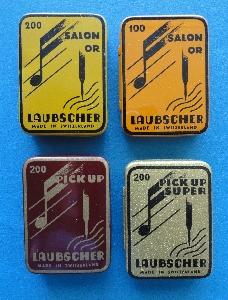 200
SALON
OR
LAUBSCHER
MADE IN SWITZERLAND
100
SALON
OR
LAUBSCHER
MADE IN SWITZERLAND
200
PICK UP
LAUBSCHER
MADE IN SWITZERLAND
200
PICK UP
SUPER
LAUBSCHER
MADE IN SWITZERLAND